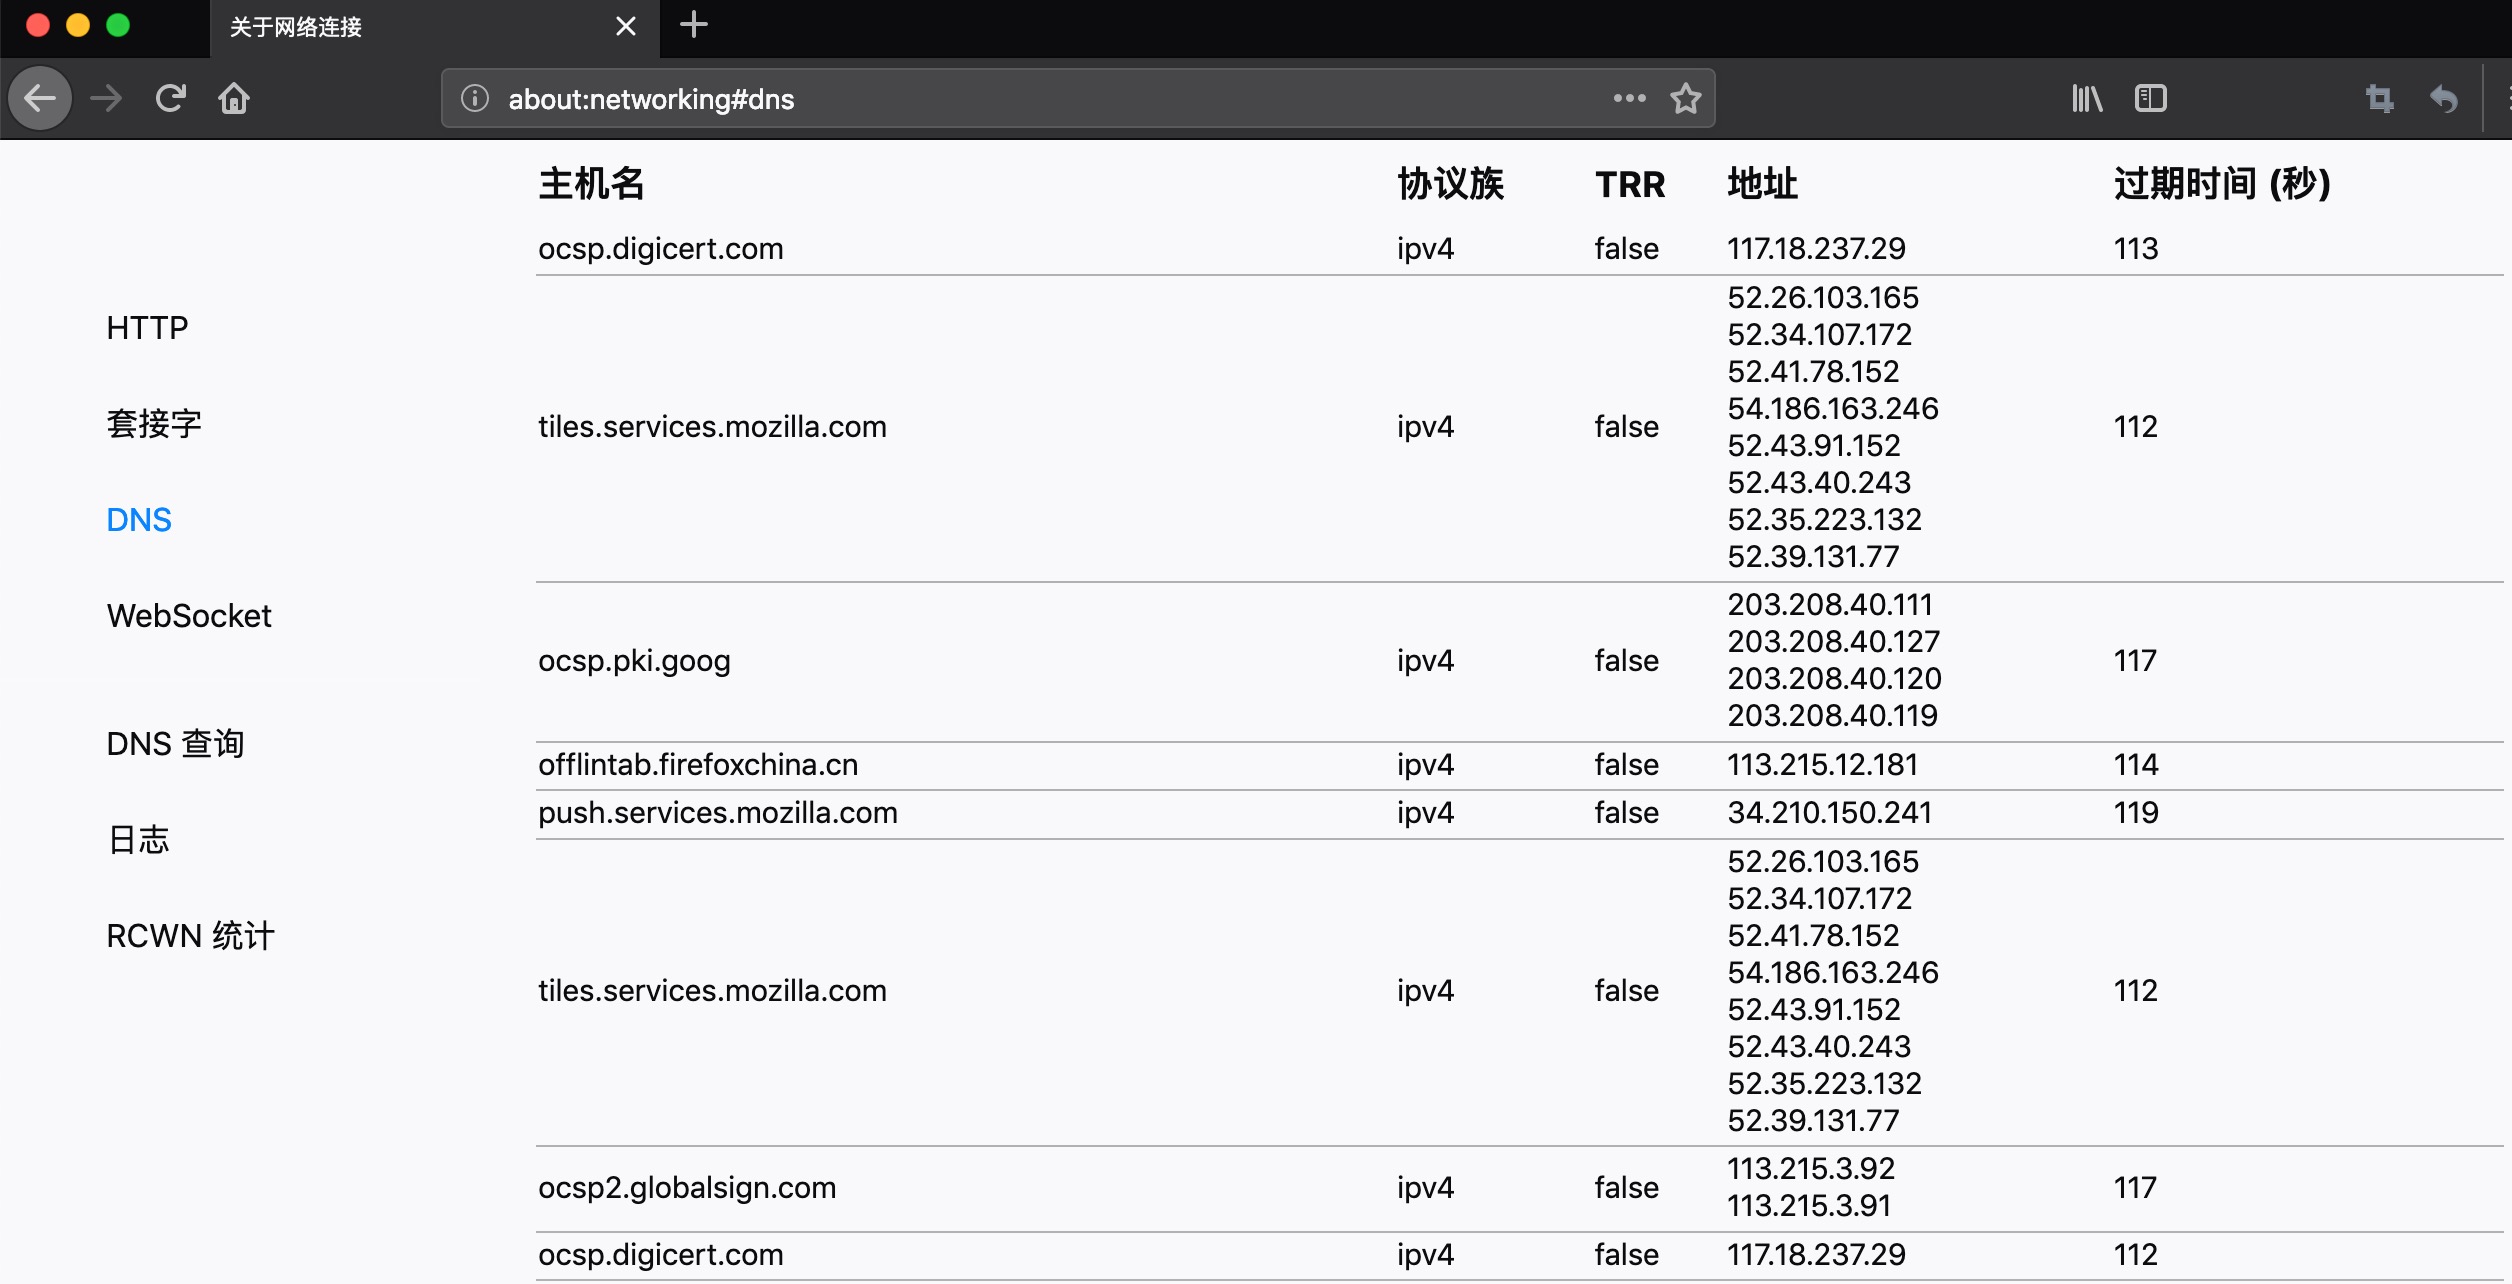 关于网络连接
about:networking#dns
主机名 协议族 TRR 地址 过期时间 (秒)
ocsp.digicert.com ipv4 false 117.18.237.29 113
HTTP
套接字
DNS
WebSocket
DNS 查询
日志
RCWN 统计
tiles.services.mozilla.com ipv4 false 52.26.103.165 112
52.34.107.172
52.41.78.152
54.186.163.246
52.43.91.152
52.43.40.243
52.35.223.132
52.39.131.77
ocsp.pki.goog ipv4 false 203.208.40.111 117
203.208.40.127
203.208.40.120
203.208.40.119
offlintab.firefoxchina.cn ipv4 false 113.215.12.181 114
push.services.mozilla.com ipv4 false 34.210.150.241 119
tiles.services.mozilla.com ipv4 false 52.26.103.165 112
52.34.107.172
52.41.78.152
54.186.163.246
52.43.91.152
52.43.40.243
52.35.223.132
52.39.131.77
ocsp2.globalsign.com ipv4 false 113.215.3.92 117
113.215.3.91
ocsp.digicert.com ipv4 false 117.18.237.29 112